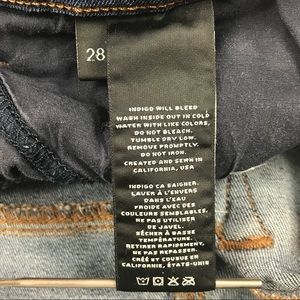 28
INDIGO WILL BLEED
WASH INSIDE OUT IN COLD
WATER WITH LIKE COLORS,
DO NOT BLEACH.
TUMBLE DRY LOW.
REMOVE PROMPTLY.
DO NOT IRON.
CREATED AND SEWN IN
CALIFORNIA, USA
INDIGO CA SAIGNER.
LAVER À L'ENVERS
DANS L'EAU
FROIDE AVEC DES
COULEURS SEMBLABLES,
NE PAS JAVEL.
SÉCHER À BASSE
TEMPÉRATURE.
RETIRER RAPIDEMENT.
NE PAS REPASSER.
CRÉÉ ET COUSU EN
CALIFORNIE, ÉTATS-UNIS